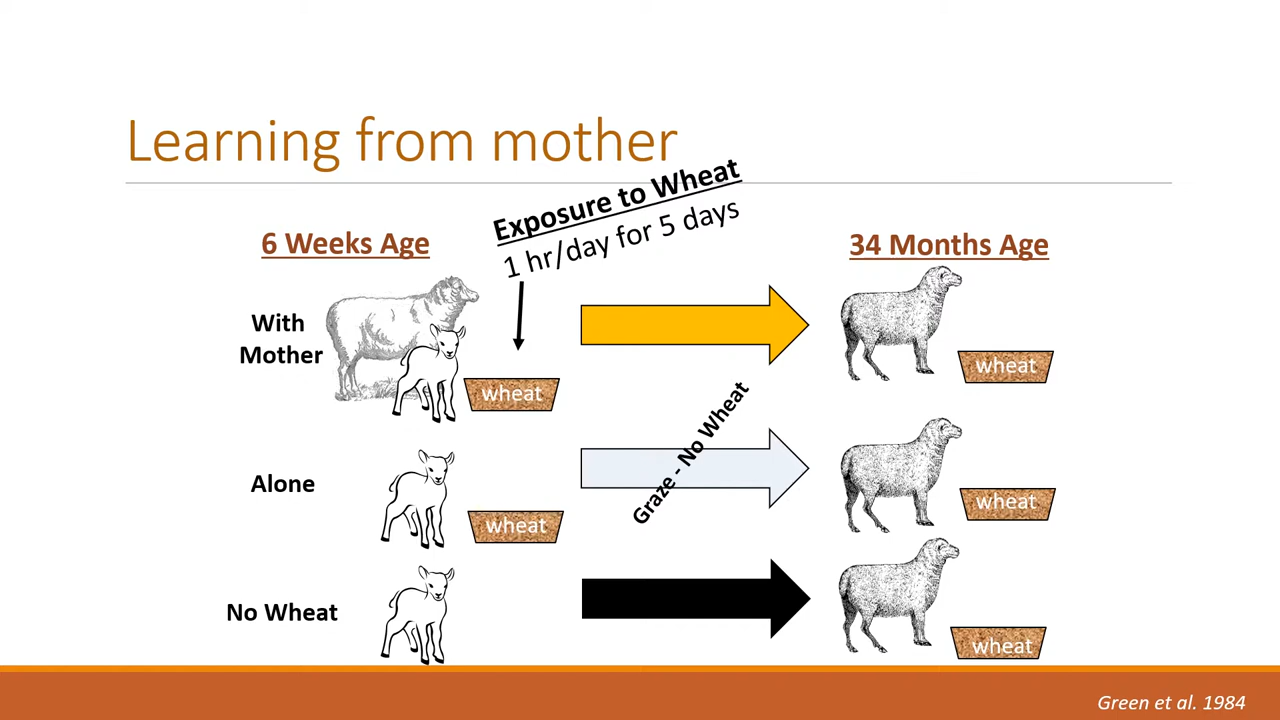 Learning from mother
Exposure to Wheat
1 hr/day for 5 days
6 Weeks Age
34 Months Age
With
Mother
wheat
wheat
Graze - No Wheat
Alone
wheat
wheat
No Wheat
wheat
Green et al. 1984